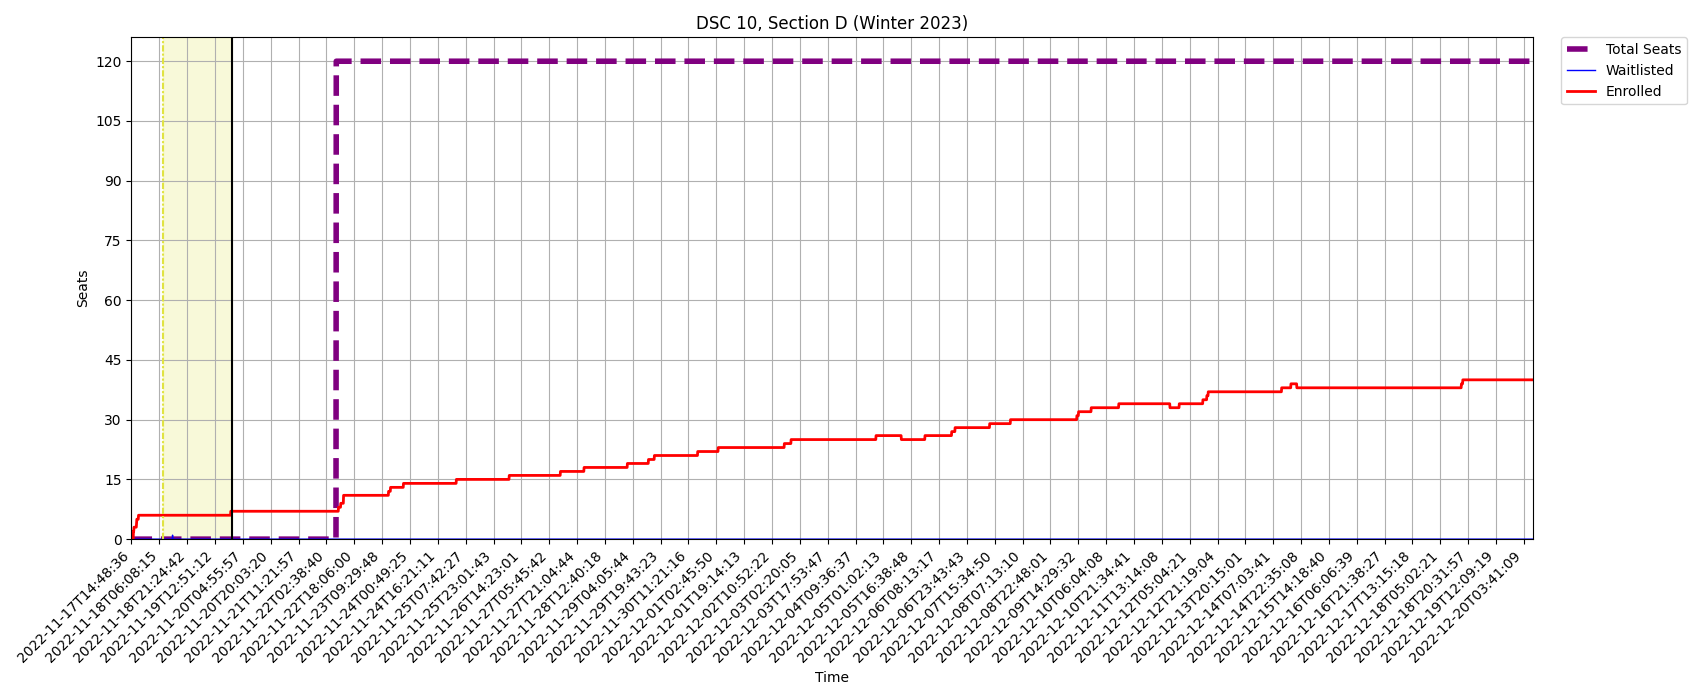 DSC 10, Section D (Winter 2023)
Total Seats
Waitlisted
Enrolled
120
105
90
75
60
45
30
15
0
Seats
2022-11-17T14:48:36
2022-11-18T06:08:15
2022-11-18T21:24:42
2022-11-19T12:51:12
2022-11-20T04:55:57
2022-11-20T20:03:20
2022-11-21T11:21:57
2022-11-22T02:38:40
2022-11-22T18:06:00
2022-11-23T09:29:48
2022-11-24T00:49:25
2022-11-24T16:21:11
2022-11-25T07:42:27
2022-11-25T23:01:43
2022-11-26T14:23:01
2022-11-27T05:45:42
2022-11-27T21:04:44
2022-11-28T12:40:18
2022-11-29T04:05:44
2022-11-29T19:43:23
2022-11-30T11:21:16
2022-12-01T02:45:50
2022-12-01T19:14:13
2022-12-02T10:52:22
2022-12-03T02:20:05
2022-12-03T17:53:47
2022-12-04T09:36:37
2022-12-05T01:02:13
2022-12-05T16:38:48
2022-12-06T08:13:17
2022-12-06T23:43:43
2022-12-07T15:34:50
2022-12-08T07:13:10
2022-12-08T22:48:01
2022-12-09T14:29:32
2022-12-10T06:04:08
2022-12-10T21:34:41
2022-12-11T13:14:08
2022-12-12T05:04:21
2022-12-12T21:19:04
2022-12-13T20:15:01
2022-12-14T07:03:41
2022-12-14T22:35:08
2022-12-15T14:18:40
2022-12-16T06:06:39
2022-12-16T21:38:27
2022-12-17T13:15:18
2022-12-18T05:02:21
2022-12-18T20:31:57
2022-12-19T12:09:19
2022-12-20T03:41:09
Time